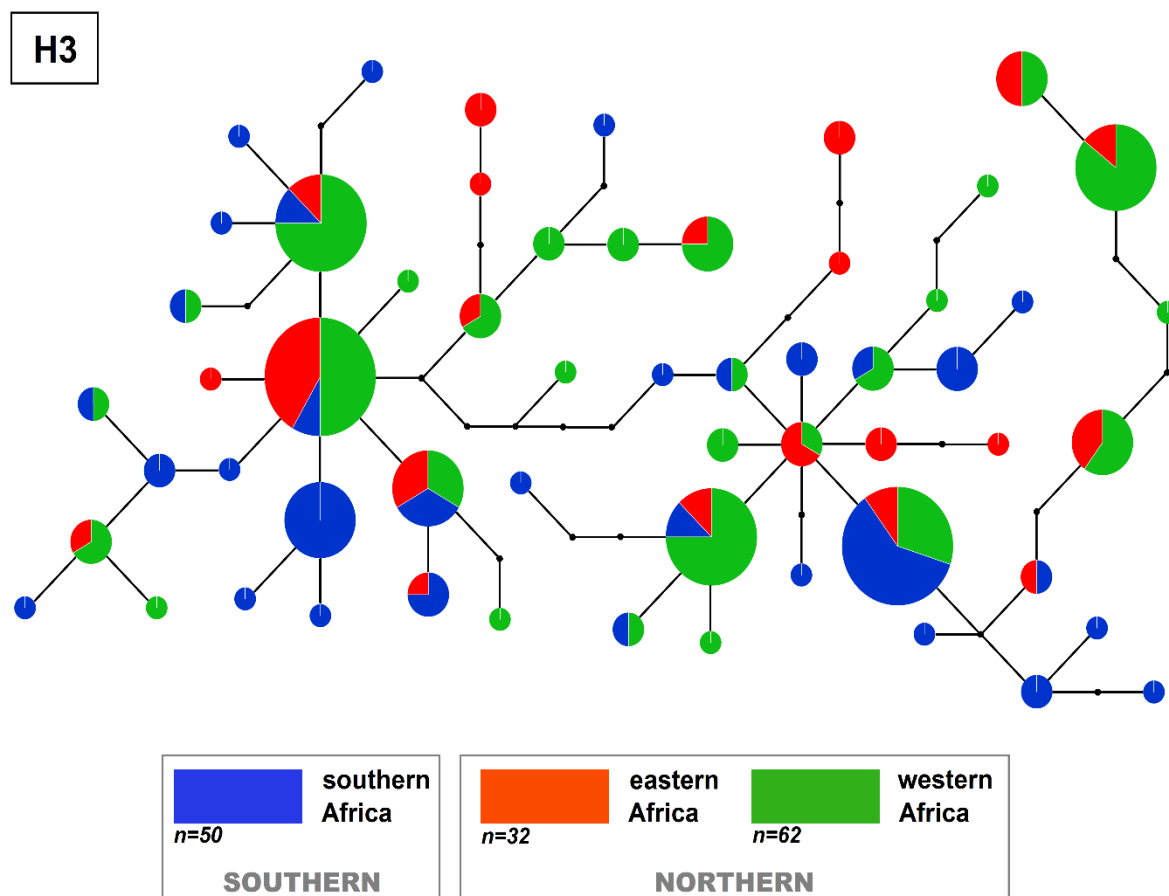 H3
southern
Africa
n=50
SOUTHERN
eastern
Africa
n=32
western
Africa
n=62
NORTHERN